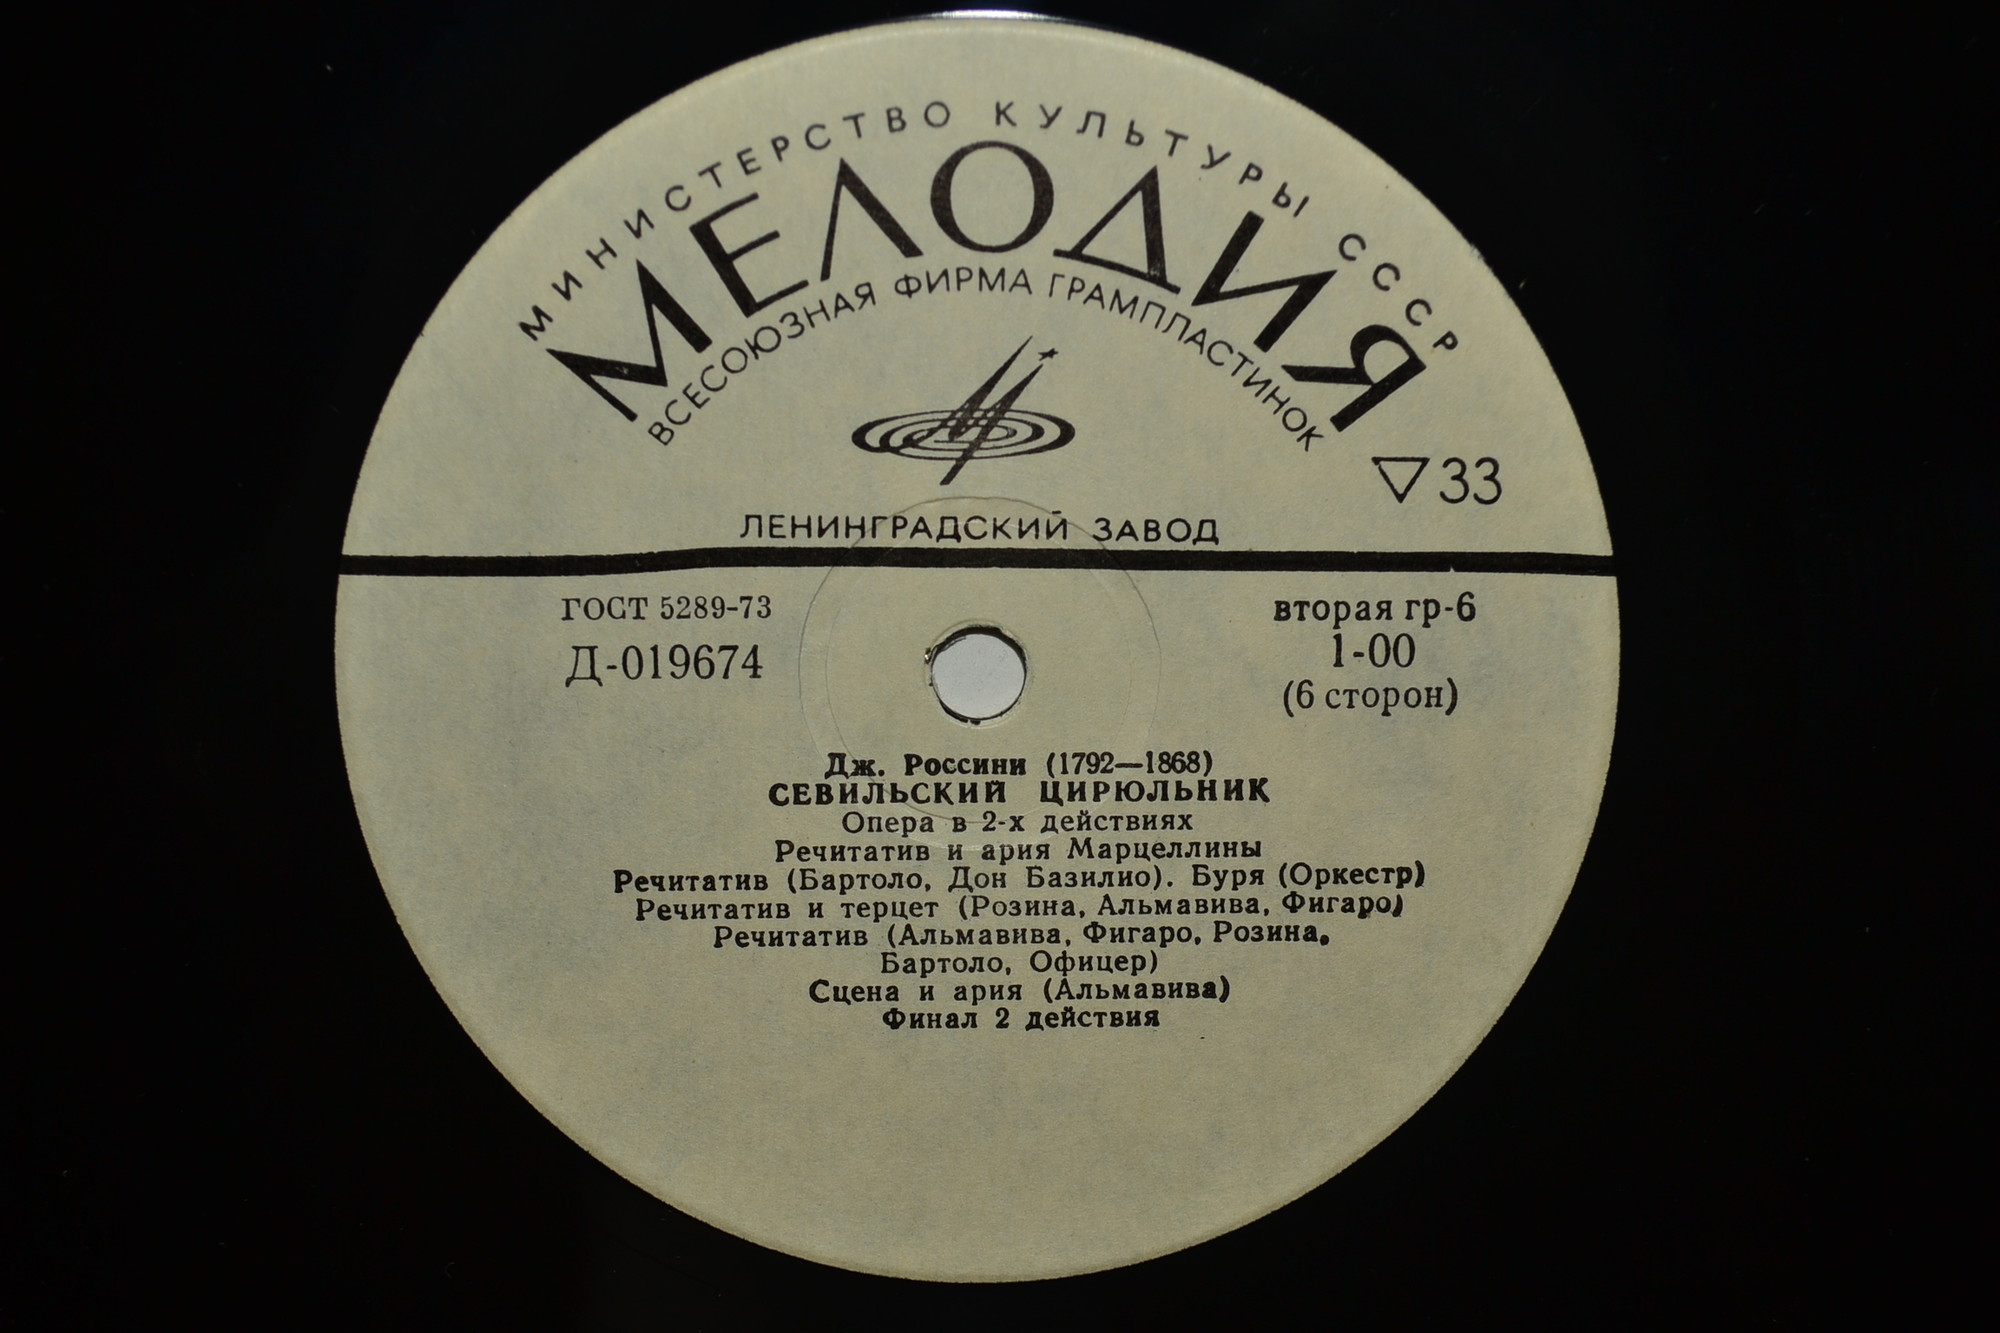 МИНИСТЕРСТВО КУЛЬТУРЫ СССР
МЕЛОДИЯ
ВСЕСОЮЗНАЯ ФИРМА ГРАМПЛАСТИНОК
33
ЛЕНИНГРАДСКИЙ ЗАВОД
ГОСТ 5289-73
Д-019674
вторая гр-6
1-00
(6 сторон)
Дж. Россини (1792—1868)
СЕВИЛЬСКИЙ ЦИРЮЛЬНИК
Опера в 2-х действиях
Речитатив и ария Марцеллины
Речитатив (Бартоло, Дон Базилио). Буря (Оркестр)
Речитатив и терцет (Розина, Альмавива, Фигаро)
Речитатив (Альмавива, Фигаро, Розина,
Бартоло, Офицер)
Сцена и ария (Альмавива)
Финал 2 действия